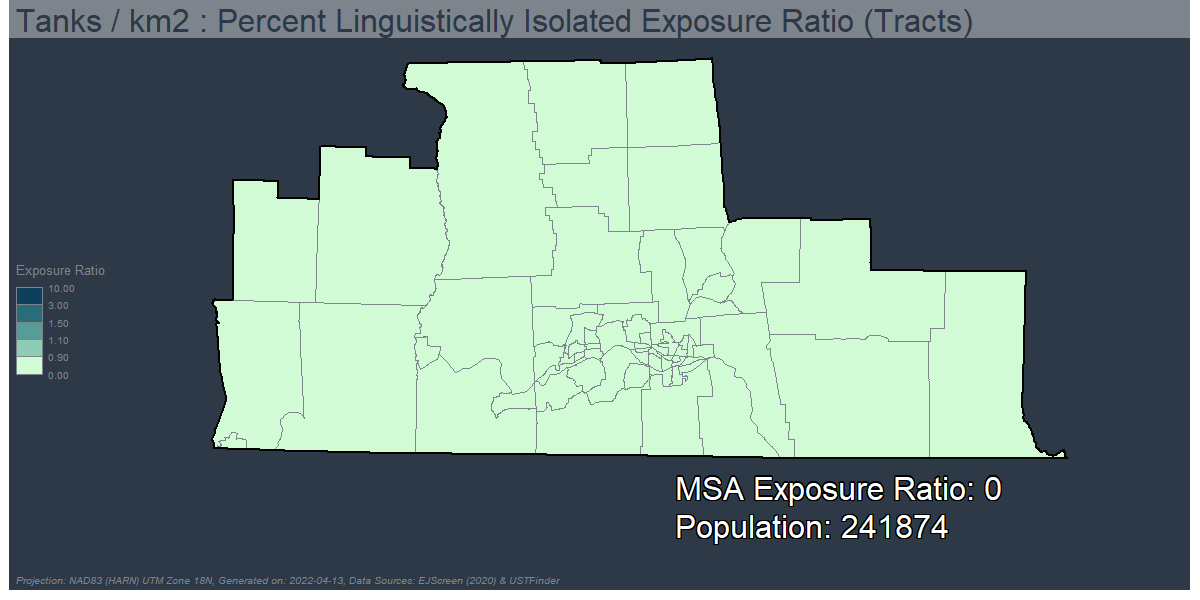 Tanks / km2 : Percent Linguistically Isolated Exposure Ratio (Tracts)
Exposure Ratio
10.00
3.00
1.50
1.10
0.90
0.00
MSA Exposure Ratio: 0
Population: 241874
Projection: NAD83 (HARN) UTM Zone 18N, Generated on: 2022-04-13, Data Sources: EJScreen (2020) & USTFinder